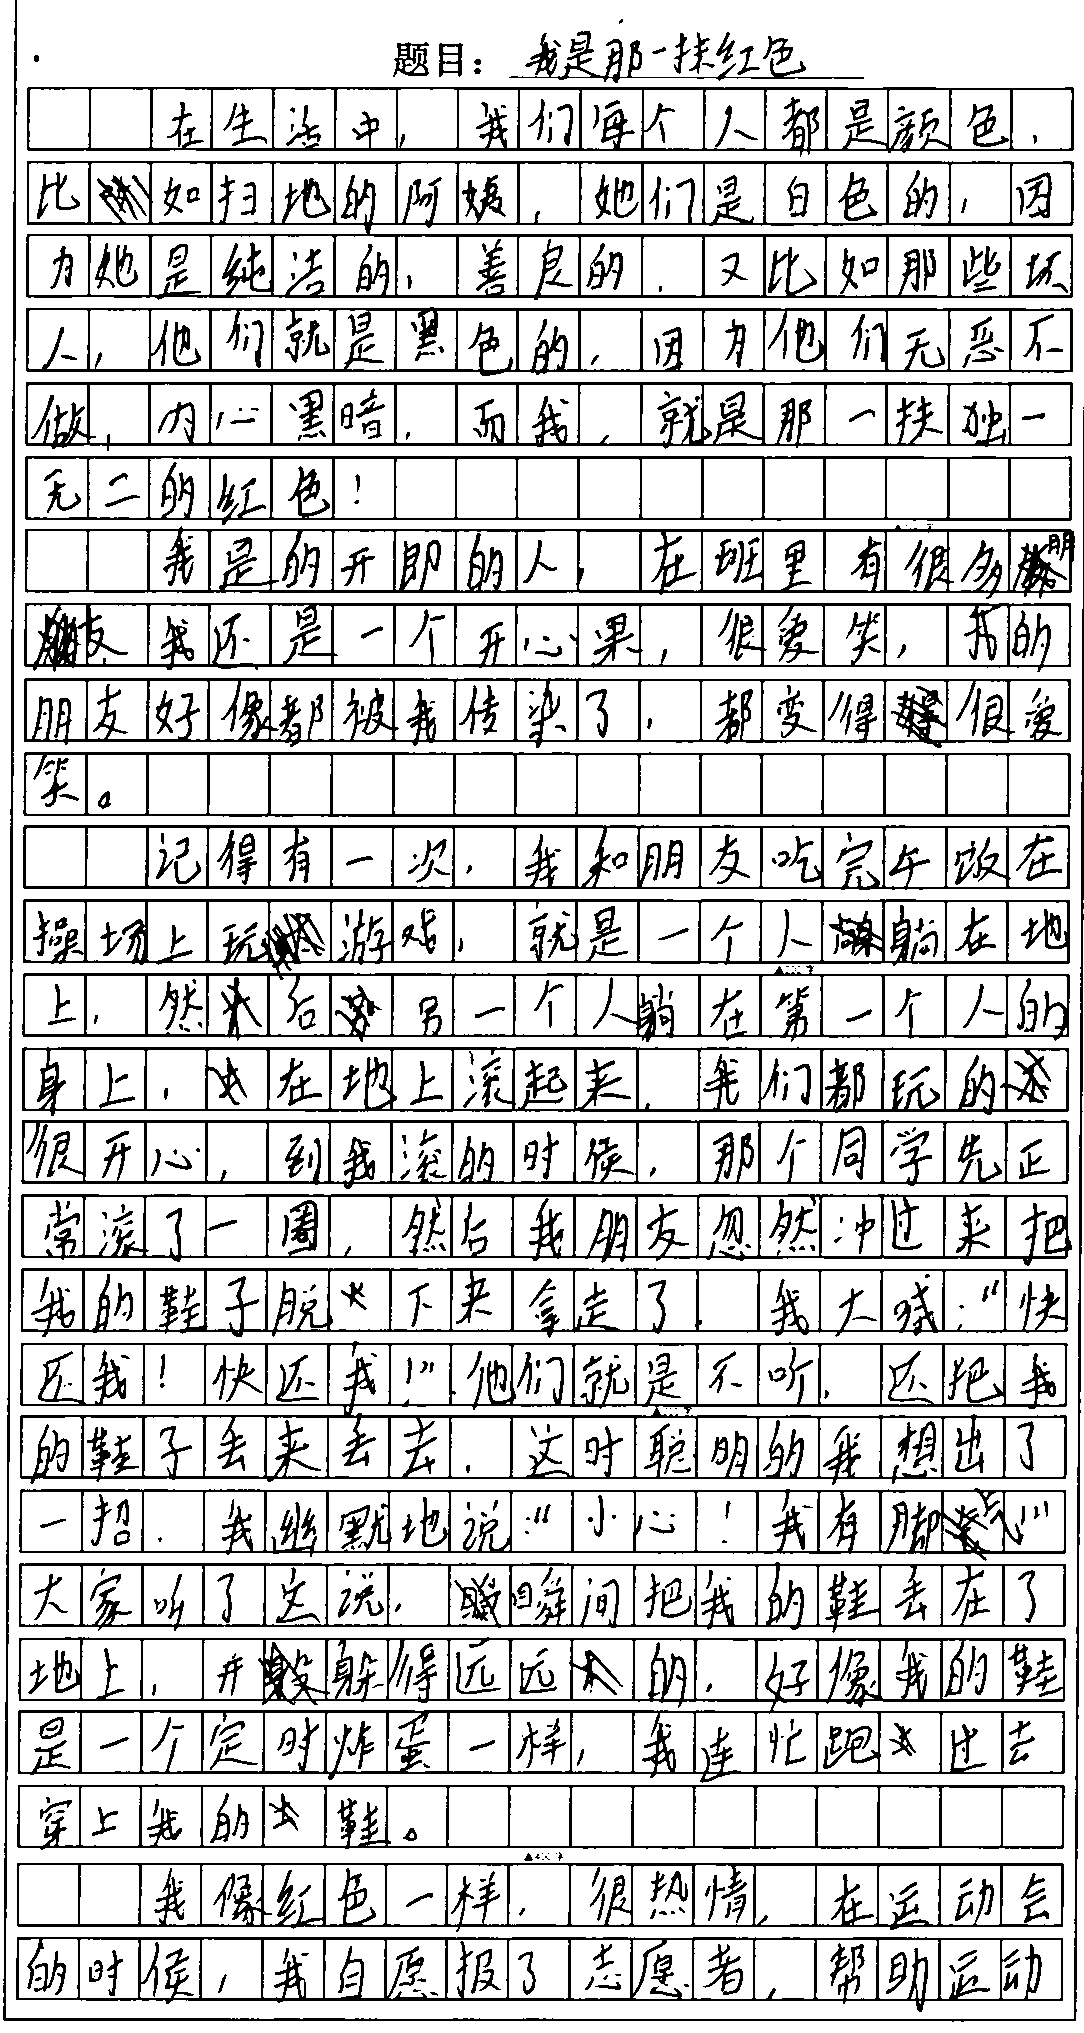 题目：我是那一抹红色
在生活中，我们每个人都是颜色，
比如扫地的阿姨，她们是白色的，因
为她是纯洁的，善良的．又比如那些坏
人，他们就是黑色的，因为他们无恶不
做，内心黑暗．而我，就是那一抹独一
无二的红色！
我是的开朗的人，在班里有很多朋
友．我还是一个开心果，很爱笑，我的
朋友好像都被我传染了，都变得很爱
笑。
记得有一次，我和朋友吃完午饭在
操场上玩游戏，就是一个人躺在地
上，然后另一个人躺在第一个人的
身上，在地上滚起来．我们都玩的
很开心，到我滚的时候，那个同学先正
常滚了一圈，然后我朋友忽然冲过来把
我的鞋子脱下来拿走了．我大喊："快
还我！快还我！"他们就是不听，还把我
的鞋子丢来丢去．这时聪明的我想出了
一招．我幽默地说："小心！我有脚气"
大家听了这说，瞬间把我的鞋丢在了
地上，并躲得远远的．好像我的鞋
是一个定时炸蛋一样，我连忙跑过去
穿上我的鞋。
我像红色一样，很热情，在运动会
的时候，我自愿报了志愿者，帮助运动